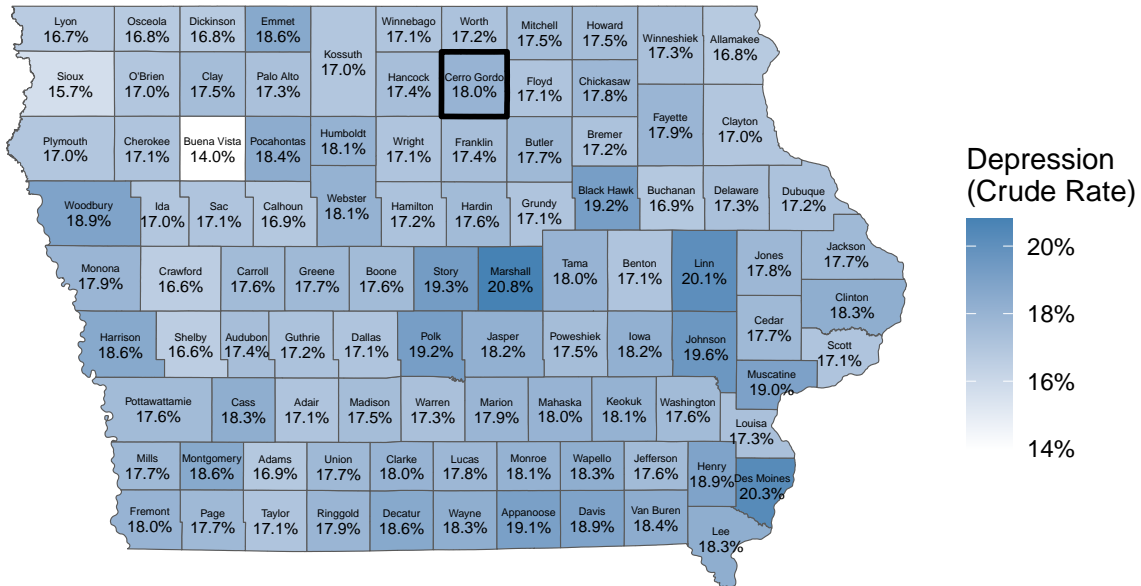 Lyon
16.7%
Osceola
16.8%
Dickinson
16.8%
Emmet
18.6%
Kossuth
17.0%
Winnebago
17.1%
Worth
17.2%
Mitchell
17.5%
Howard
17.5%
Winneshiek
17.3%
Allamakee
16.8%
Sioux
15.7%
O'Brien
17.0%
Clay
17.5%
Palo Alto
17.3%
Hancock
17.4%
Cerro Gordo
18.0%
Floyd
17.1%
Chickasaw
17.8%
Fayette
17.9%
Clayton
17.0%
Plymouth
17.0%
Cherokee
17.1%
Buena Vista
14.0%
Pocahontas
18.4%
Humboldt
18.1%
Wright
17.1%
Franklin
17.4%
Butler
17.7%
Bremer
17.2%
Woodbury
18.9%
Ida
17.0%
Sac
17.1%
Calhoun
16.9%
Webster
18.1%
Hamilton
17.2%
Hardin
17.6%
Grundy
17.1%
Black Hawk
19.2%
Buchanan
16.9%
Delaware
17.3%
Dubuque
17.2%
Monona
17.9%
Crawford
16.6%
Carroll
17.6%
Greene
17.7%
Boone
17.6%
Story
19.3%
Marshall
20.8%
Tama
18.0%
Benton
17.1%
Linn
20.1%
Jones
17.8%
Jackson
17.7%
Clinton
18.3%
Harrison
18.6%
Shelby
16.6%
Audubon
17.4%
Guthrie
17.2%
Dallas
17.1%
Polk
19.2%
Jasper
18.2%
Poweshiek
17.5%
Iowa
18.2%
Johnson
19.6%
Cedar
17.7%
Scott
17.1%
Muscatine
19.0%
Pottawattamie
17.6%
Cass
18.3%
Adair
17.1%
Madison
17.5%
Warren
17.3%
Marion
17.9%
Mahaska
18.0%
Keokuk
18.1%
Washington
17.6%
Louisa
17.3%
Mills
17.7%
Montgomery
18.6%
Adams
16.9%
Union
17.7%
Clarke
18.0%
Lucas
17.8%
Monroe
18.1%
Wapello
18.3%
Jefferson
17.6%
Henry
18.9%
Des Moines
20.3%
Fremont
18.0%
Page
17.7%
Taylor
17.1%
Ringgold
17.9%
Decatur
18.6%
Wayne
18.3%
Appanoose
19.1%
Davis
18.9%
Van Buren
18.4%
Lee
18.3%
Depression
(Crude Rate)
20%
18%
16%
14%